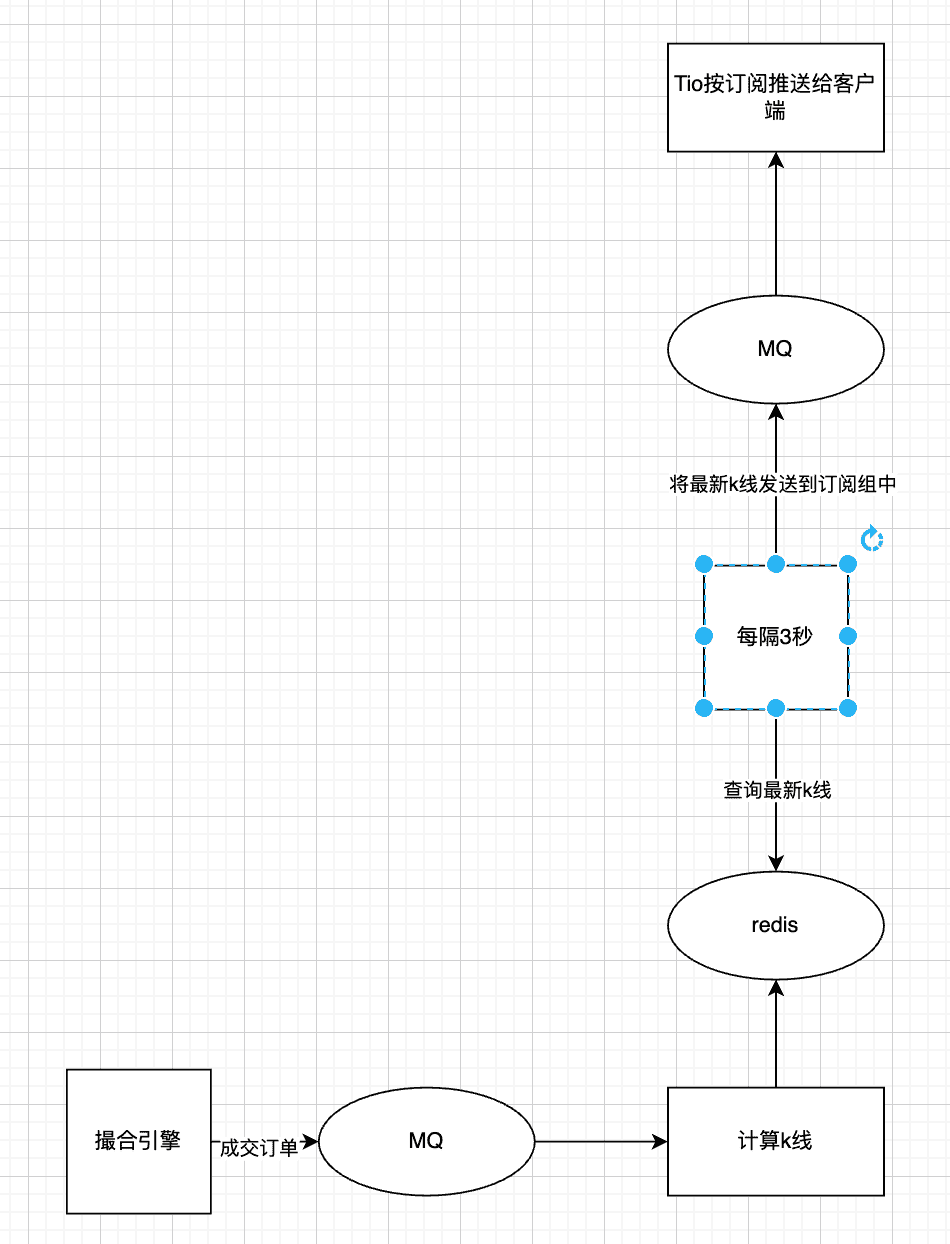 Tio按订阅推送给客户
端
MQ
将最新k线发送到订阅组中
每隔3秒
查询最新k线
redis
撮合引擎
成交订单
MQ
计算k线